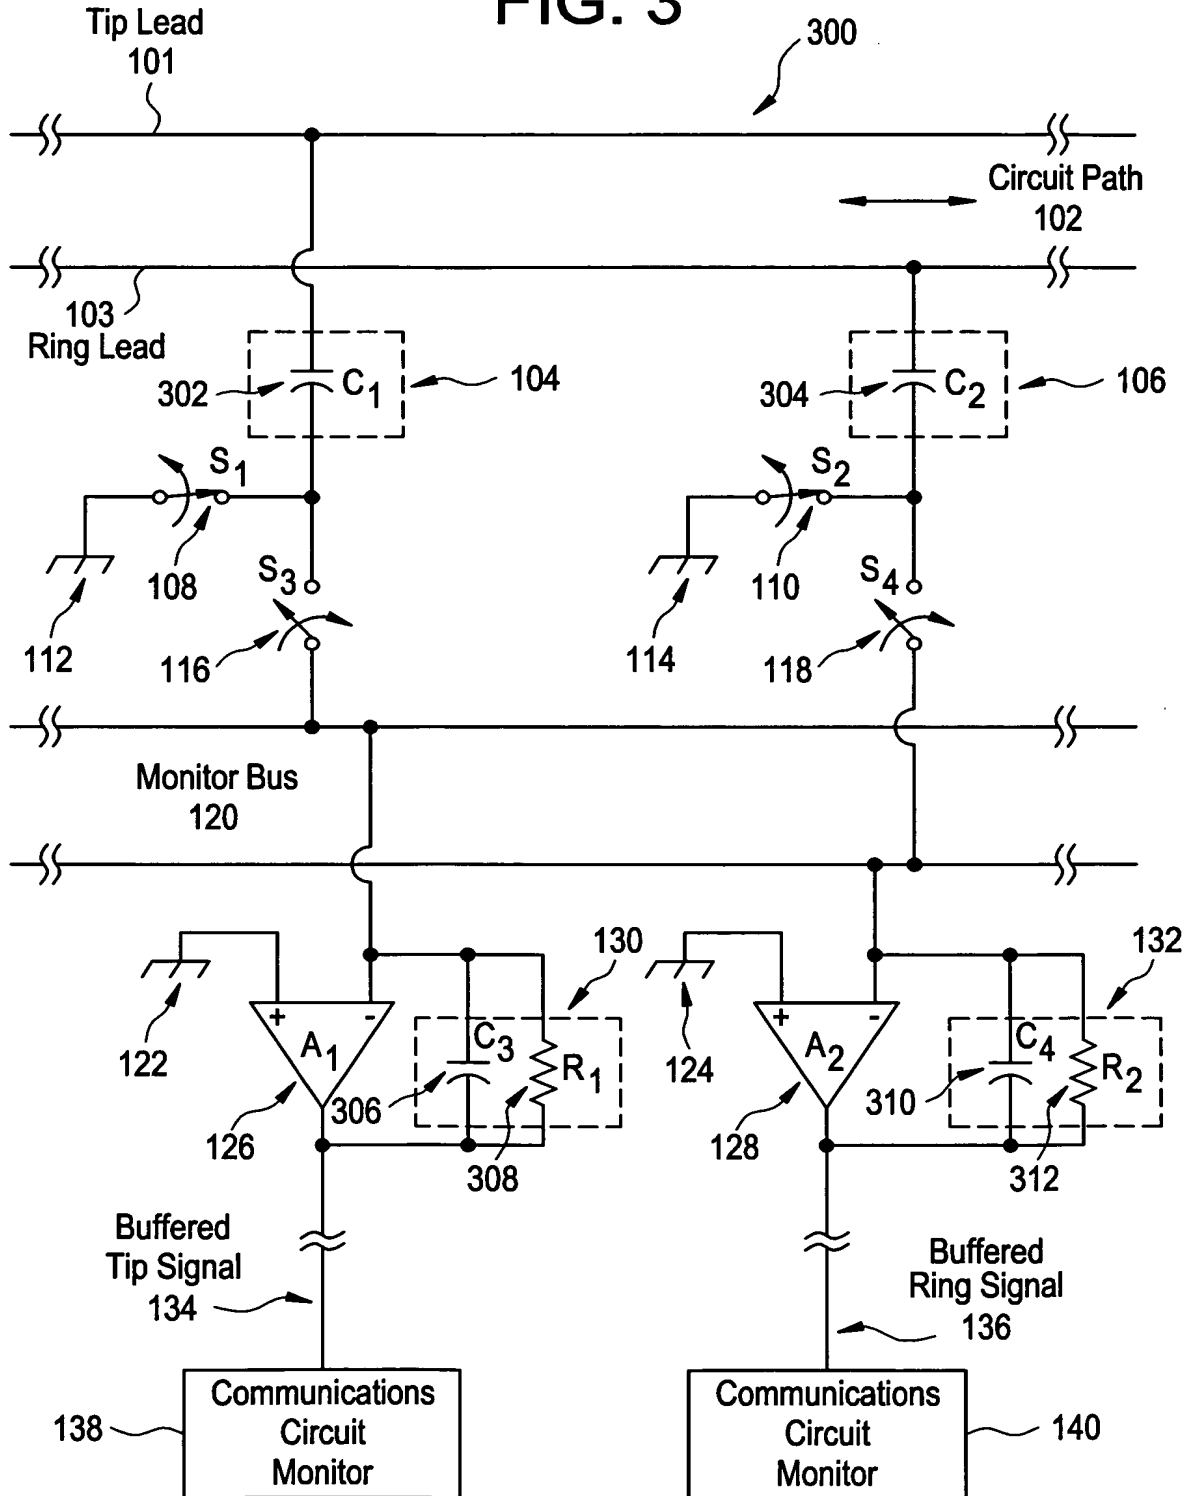 FIG. 3
Tip Lead
101
300
Circuit Path
102
103
Ring Lead
302
C1
104
304
C2
106
S1
108
112
S3
116
S2
110
114
S4
118
Monitor Bus
120
122
+
-
A1
126
130
C3
306
R1
308
124
+
-
A2
128
132
C4
310
R2
312
Buffered
Tip Signal
134
Buffered
Ring Signal
136
138
Communications
Circuit
Monitor
Communications
Circuit
Monitor
140